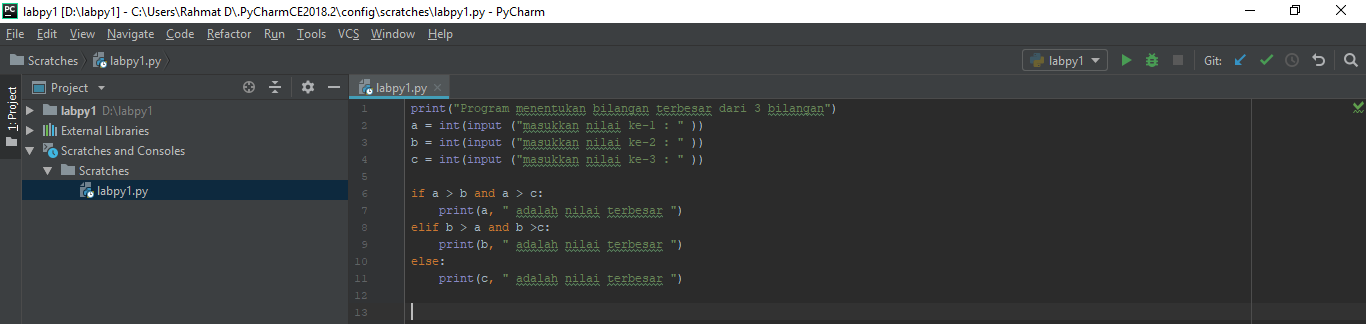 labpy1 [D:\labpy1] - C:\Users\Rahmat D\.PyCharmCE2018.2\config\scratches\labpy1.py - PyCharm
File Edit View Navigate Code Refactor Run Tools VCS Window Help
Scratches labpy1.py labpy1 Git:
1: Project
Project
labpy1 D:\labpy1
External Libraries
Scratches and Consoles
Scratches
labpy1.py
labpy1.py
1 print("Program menentukan bilangan terbesar dari 3 bilangan")
2 a = int(input ("masukkan nilai ke-1 : " ))
3 b = int(input ("masukkan nilai ke-2 : " ))
4 c = int(input ("masukkan nilai ke-3 : " ))
5
6 if a > b and a > c:
7     print(a, " adalah nilai terbesar ")
8 elif b > a and b >c:
9     print(b, " adalah nilai terbesar ")
10 else:
11     print(c, " adalah nilai terbesar ")
12
13